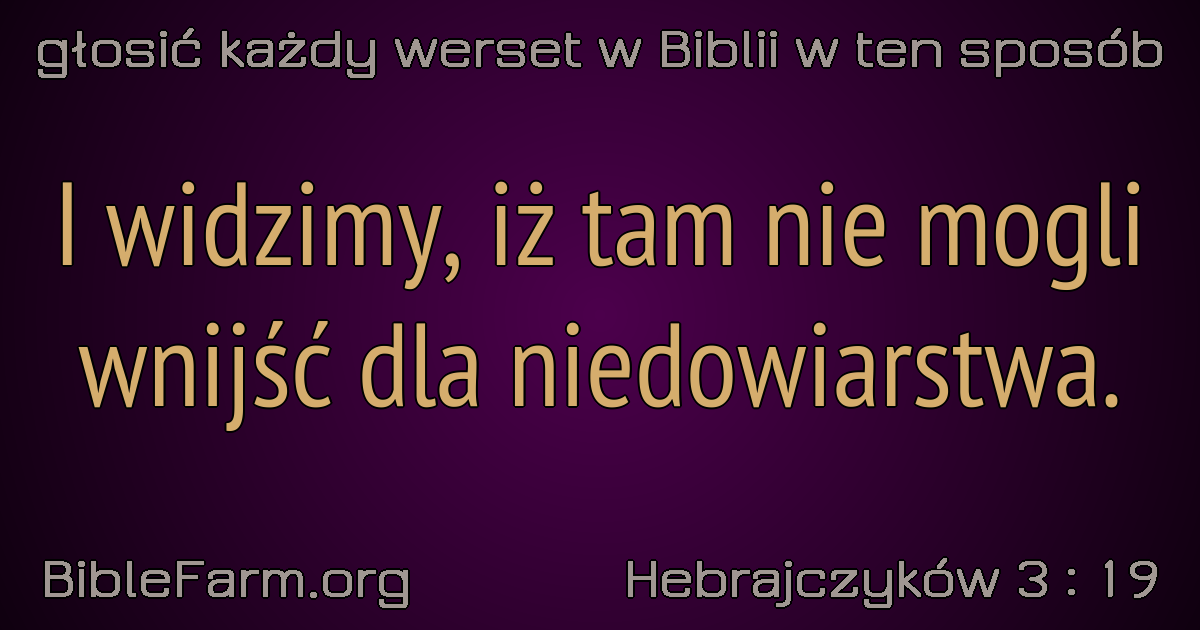 głosić każdy werset w Biblii w ten sposób
I widzimy, iż tam nie mogli
wnijść dla niedowiarstwa.
BibleFarm.org
Hebrajczyków 3 : 19